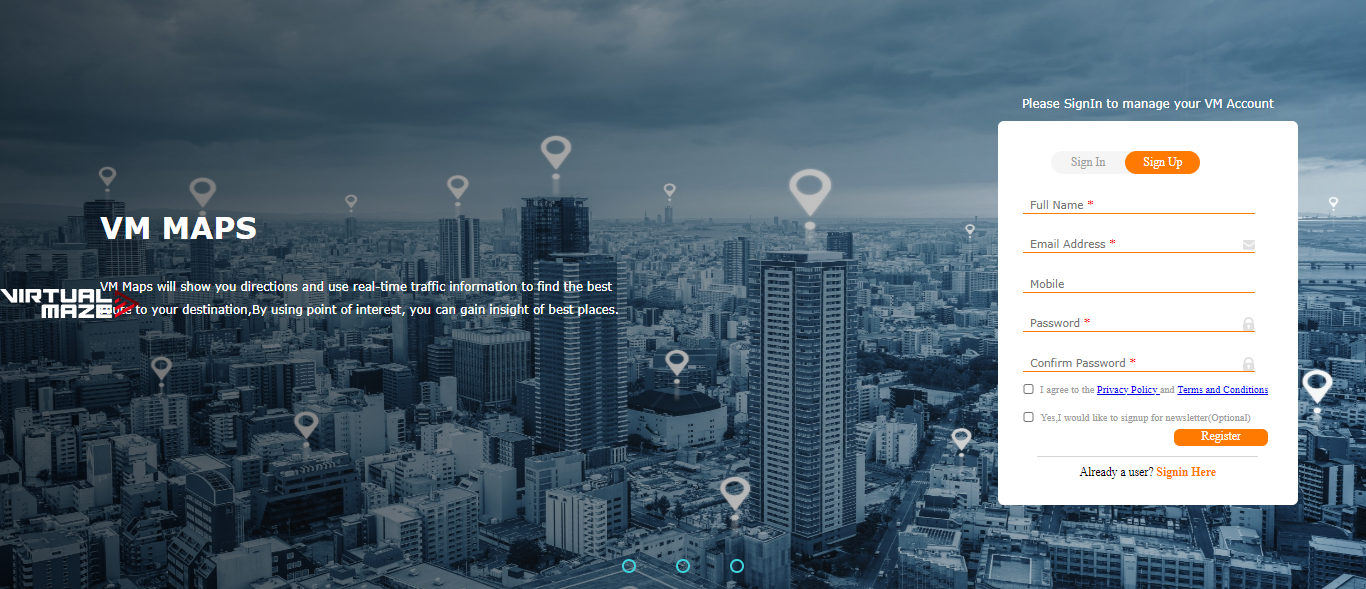 Please SignIn to manage your VM Account
Sign In Sign Up
VM MAPS
Full Name *
Email Address *
Mobile
VM Maps will show you directions and use real-time traffic information to find the best
to your destination,By using point of interest, you can gain insight of best places.
VIRTUAL
MAZE
Password *
Confirm Password *
I agree to the Privacy Policy and Terms and Conditions
Yes,I would like to signup for newsletter(Optional)
Register
Already a user? Signin Here